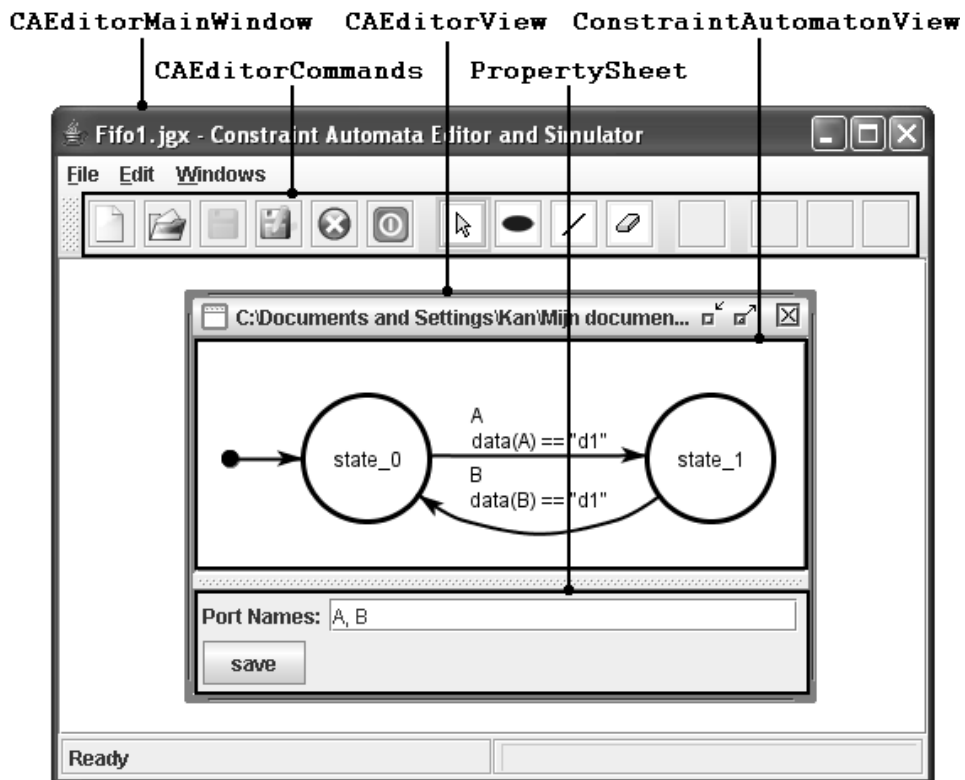 CAEditorMainWindow CAEditorView ConstraintAutomatonView
CAEditorCommands PropertySheet
Fifo1.jgx - Constraint Automata Editor and Simulator
File Edit Windows
C:\Documents and Settings\Kan\Mijn documen...
A
data(A) == "d1"
state_0
state_1
B
data(B) == "d1"
Port Names: A, B
save
Ready